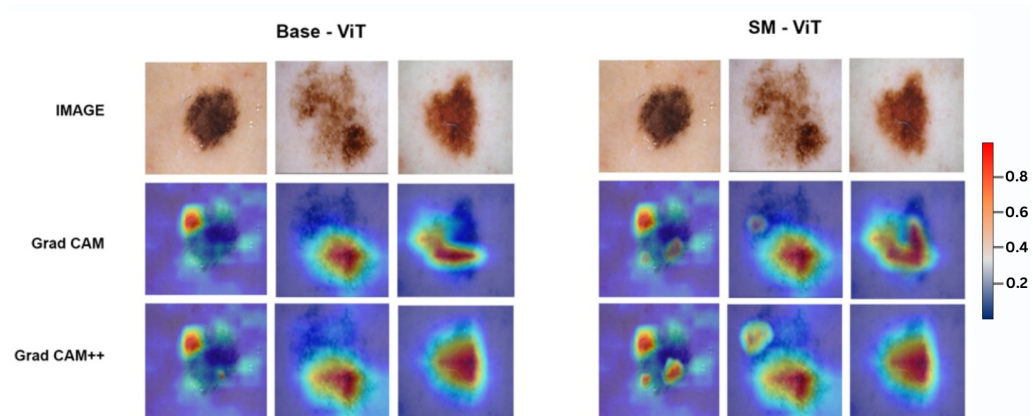 Base - ViT
SM - ViT
IMAGE
Grad CAM
Grad CAM++
0.8
0.6
0.4
0.2